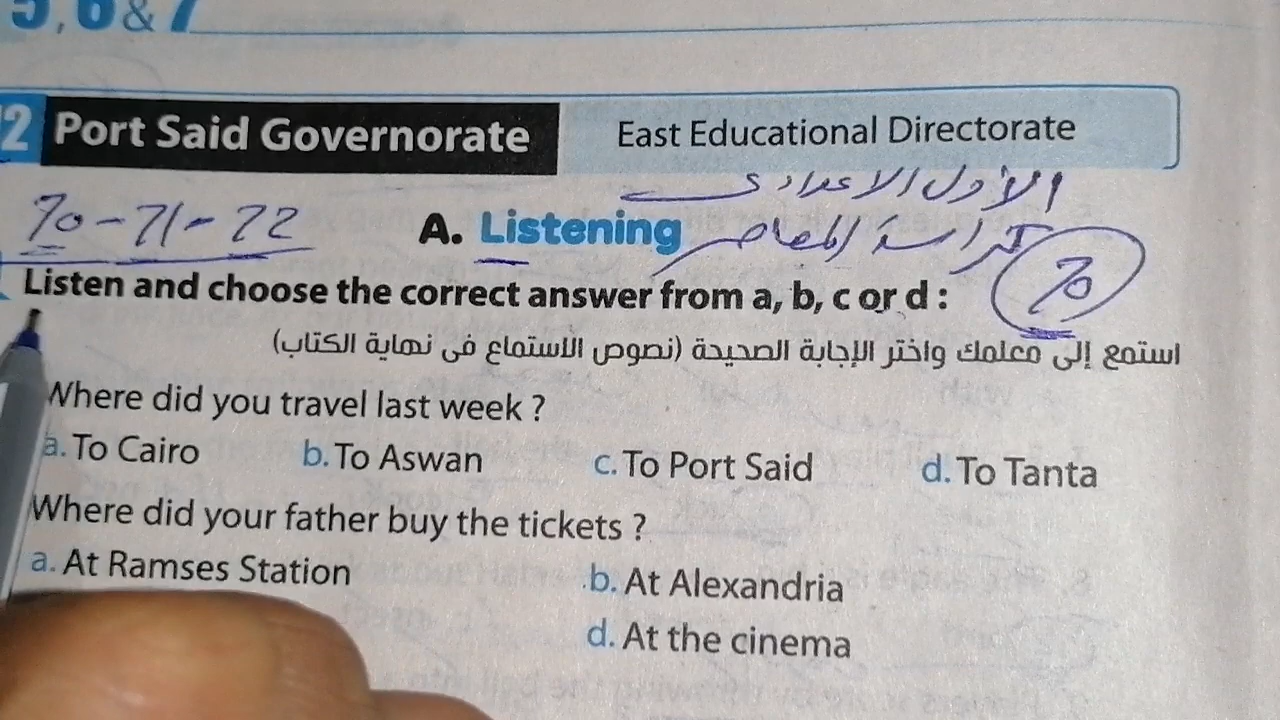 5, 6 & 7
2 Port Said Governorate East Educational Directorate
الأول الاعدادى
70 - 71 - 72 A. Listening كراسة المعاصر
70
Listen and choose the correct answer from a, b, c or d :
استمع إلى معلمك واختر الإجابة الصحيحة (نصوص الاستماع فى نهاية الكتاب)
Where did you travel last week ?
a. To Cairo b. To Aswan c. To Port Said d. To Tanta
Where did your father buy the tickets ?
a. At Ramses Station b. At Alexandria
d. At the cinema